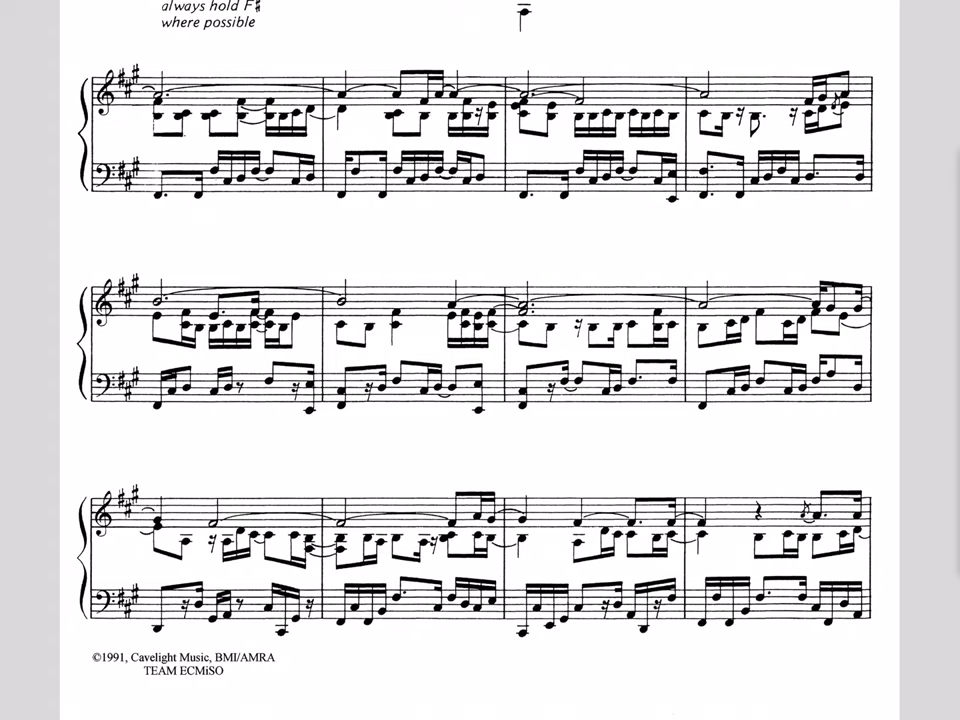 always hold F♯
where possible
©1991, Cavelight Music, BMI/AMRA
TEAM ECMiSO